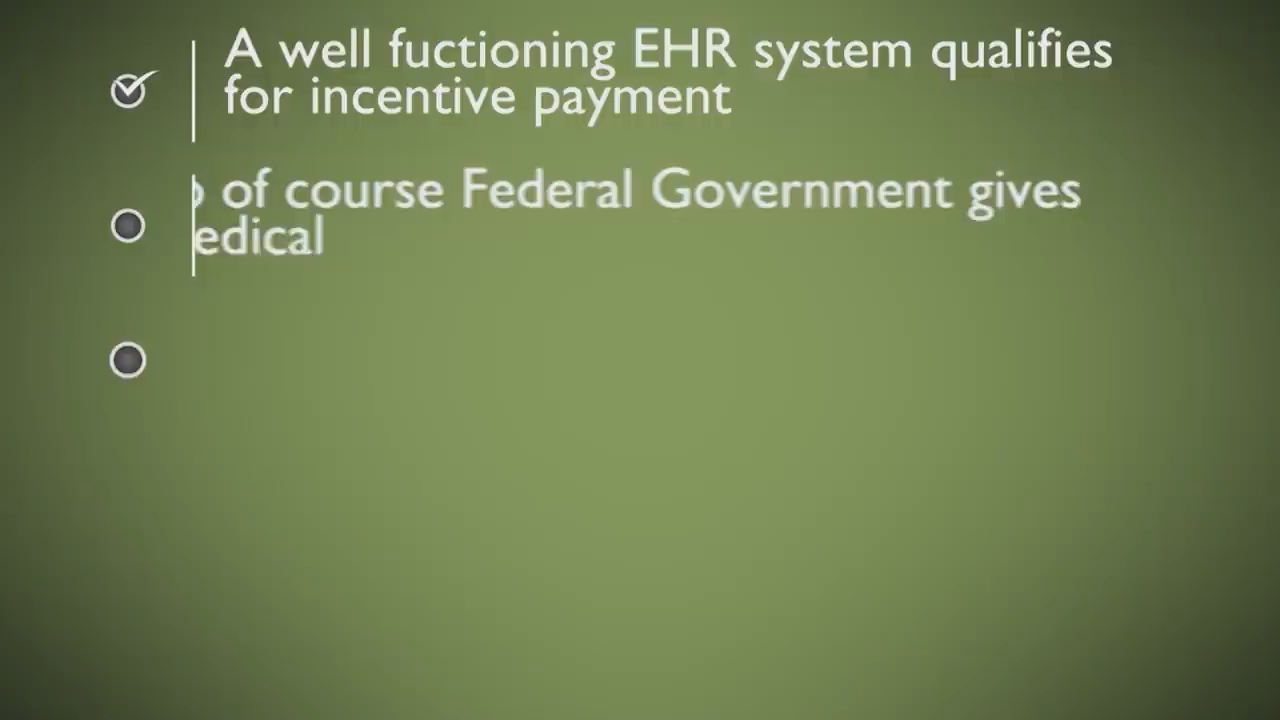 A well fuctioning EHR system qualifies
for incentive payment
of course Federal Government gives
edical